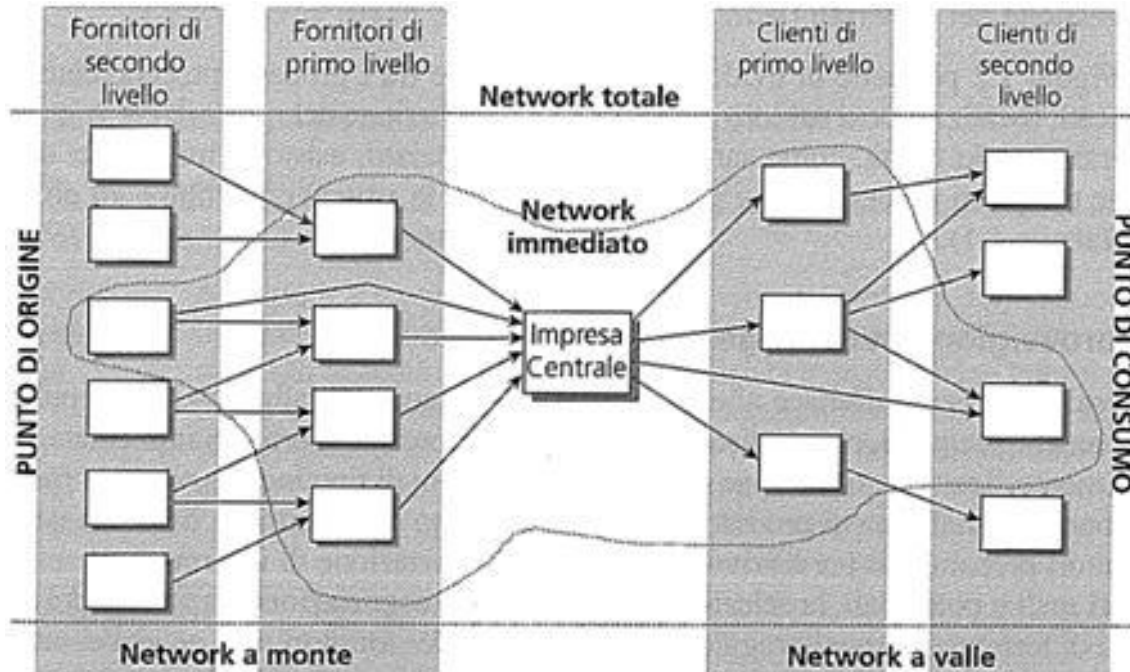 Fornitori di
secondo
livello
Fornitori di
primo livello
Clienti di
primo livello
Clienti di
secondo
livello
Network totale
Network
immediato
PUNTO DI ORIGINE
Impresa
Centrale
PUNTO DI CONSUMO
Network a monte
Network a valle